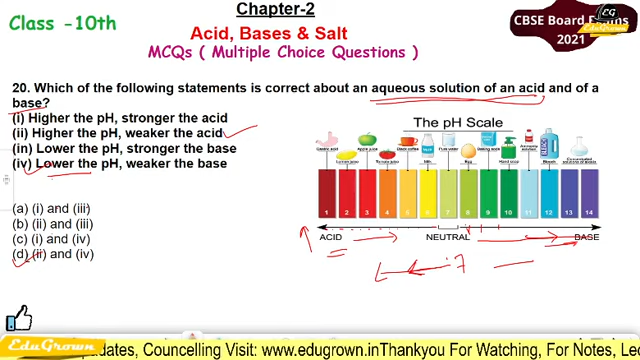 Chapter-2
Class -10th
Acid, Bases & Salt
MCQs ( Multiple Choice Questions )
CBSE Board Exams
2021
20. Which of the following statements is correct about an aqueous solution of an acid and of a
base?
(i) Higher the pH, stronger the acid
(ii) Higher the pH, weaker the acid
(in) Lower the pH, stronger the base
(iv) Lower the pH, weaker the base
(a) (i) and (iii)
(b) (ii) and (iii)
(c) (i) and (iv)
(d) (ii) and (iv)
The pH Scale
1 2 3 4 5 6 7 8 9 10 11 12 13 14
ACID NEUTRAL BASE
7
EduGrown
pdates, Councelling Visit: www.edugrown.inThankyou For Watching, For Notes, Le